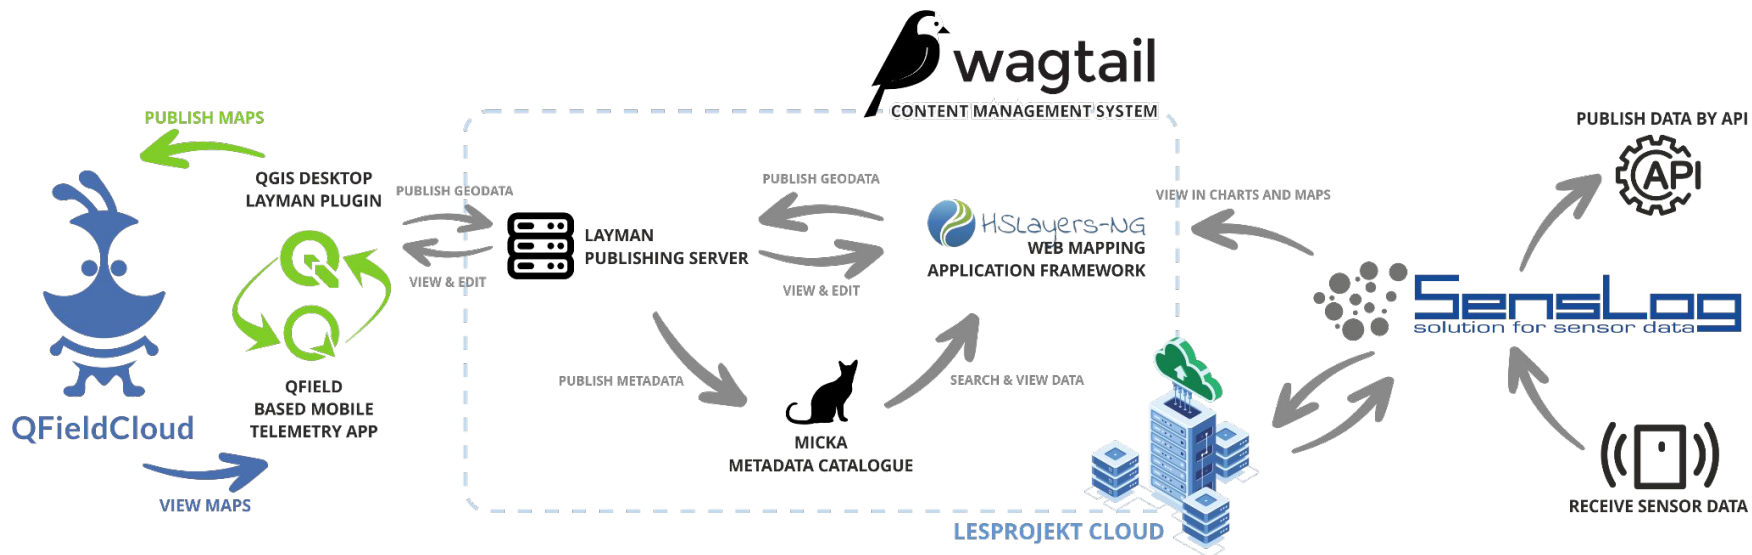 wagtail
CONTENT MANAGEMENT SYSTEM
PUBLISH MAPS
QGIS DESKTOP
LAYMAN PLUGIN
PUBLISH GEODATA
VIEW & EDIT
QFieldCloud
QFIELD
BASED MOBILE
TELEMETRY APP
VIEW MAPS
LAYMAN
PUBLISHING SERVER
PUBLISH GEODATA
VIEW & EDIT
HSLayers-NG
WEB MAPPING
APPLICATION FRAMEWORK
PUBLISH METADATA
MICKA
METADATA CATALOGUE
SEARCH & VIEW DATA
LESPROJEKT CLOUD
VIEW IN CHARTS AND MAPS
PUBLISH DATA BY API
API
SensLog
solution for sensor data
RECEIVE SENSOR DATA